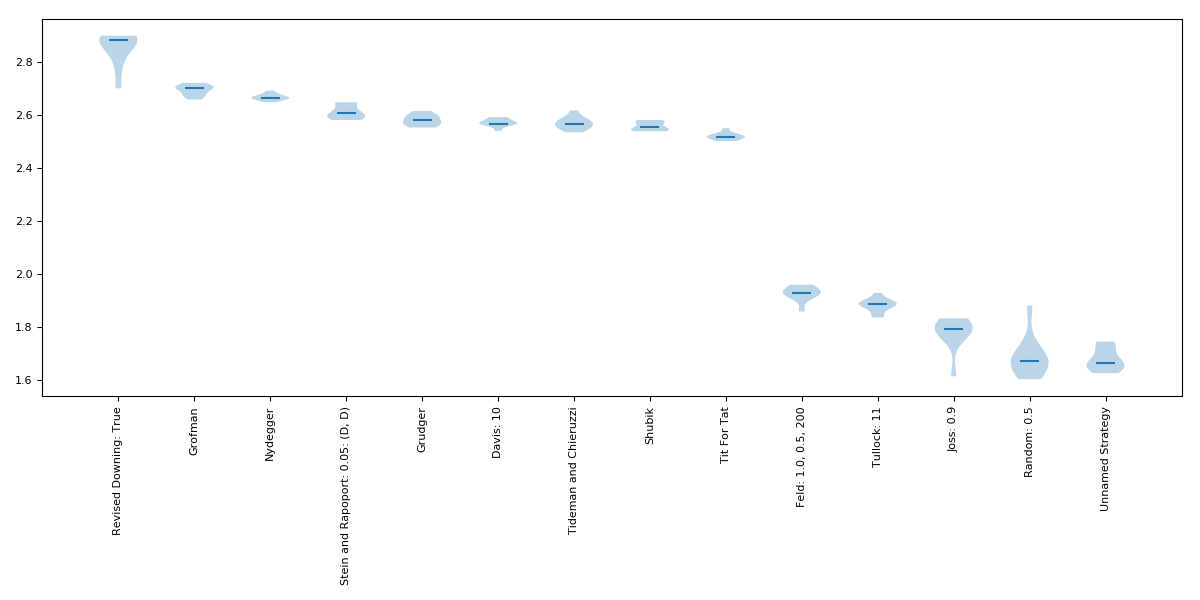 2.8
2.6
2.4
2.2
2.0
1.8
1.6
Revised Downing: True
Grofman
Nydegger
Stein and Rapoport: 0.05: (D, D)
Grudger
Davis: 10
Tideman and Chieruzzi
Shubik
Tit For Tat
Feld: 1.0, 0.5, 200
Tullock: 11
Joss: 0.9
Random: 0.5
Unnamed Strategy